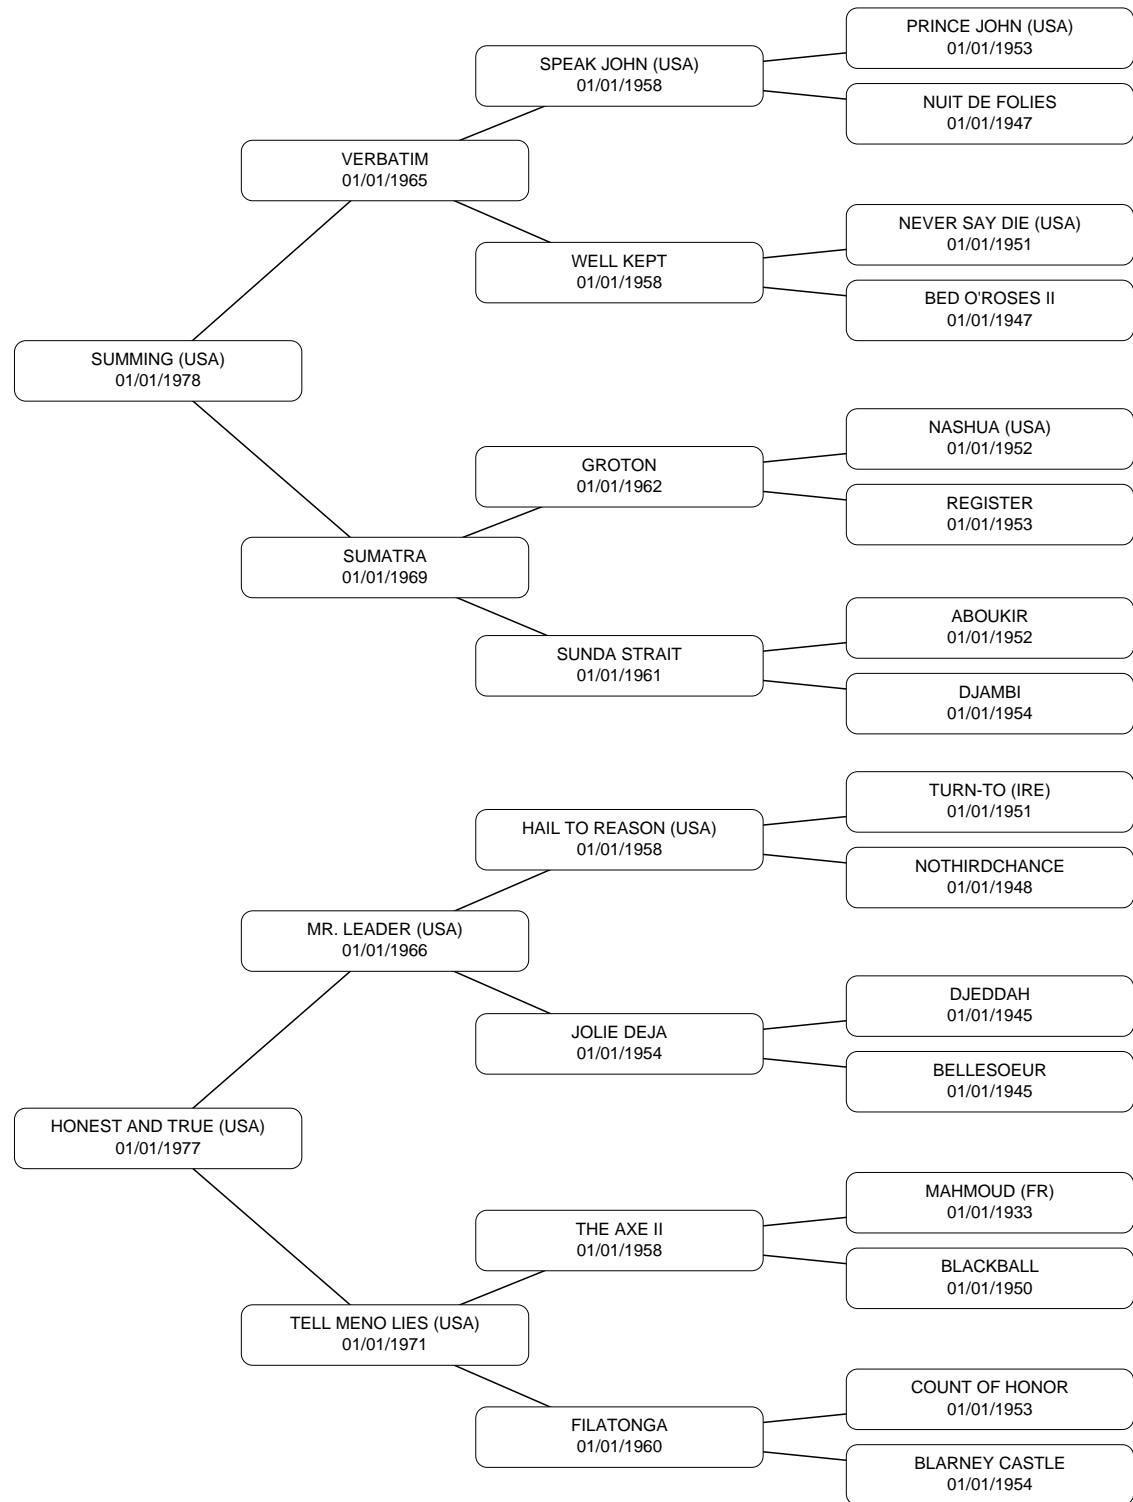 PRINCE JOHN (USA)
01/01/1953
SPEAK JOHN (USA)
01/01/1958
NUIT DE FOLIES
01/01/1947
VERBATIM
01/01/1965
NEVER SAY DIE (USA)
01/01/1951
WELL KEPT
01/01/1958
BED O'ROSES II
01/01/1947
SUMMING (USA)
01/01/1978
NASHUA (USA)
01/01/1952
GROTON
01/01/1962
REGISTER
01/01/1953
SUMATRA
01/01/1969
ABOUKIR
01/01/1952
SUNDA STRAIT
01/01/1961
DJAMBI
01/01/1954
TURN-TO (IRE)
01/01/1951
HAIL TO REASON (USA)
01/01/1958
NOTHIRDCHANCE
01/01/1948
MR. LEADER (USA)
01/01/1966
DJEDDAH
01/01/1945
JOLIE DEJA
01/01/1954
BELLESOEUR
01/01/1945
HONEST AND TRUE (USA)
01/01/1977
MAHMOUD (FR)
01/01/1933
THE AXE II
01/01/1958
BLACKBALL
01/01/1950
TELL MENO LIES (USA)
01/01/1971
COUNT OF HONOR
01/01/1953
FILATONGA
01/01/1960
BLARNEY CASTLE
01/01/1954